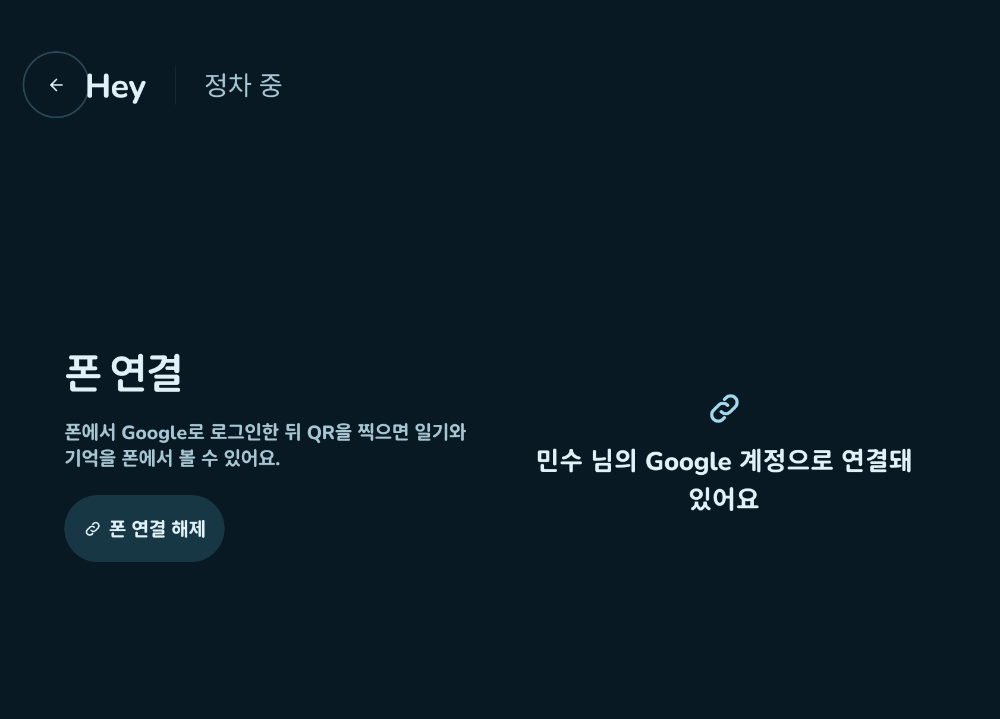 Hey
정차 중
폰 연결
폰에서 Google로 로그인한 뒤 QR을 찍으면 일기와
기억을 폰에서 볼 수 있어요.
폰 연결 해제
민수 님의 Google 계정으로 연결돼
있어요